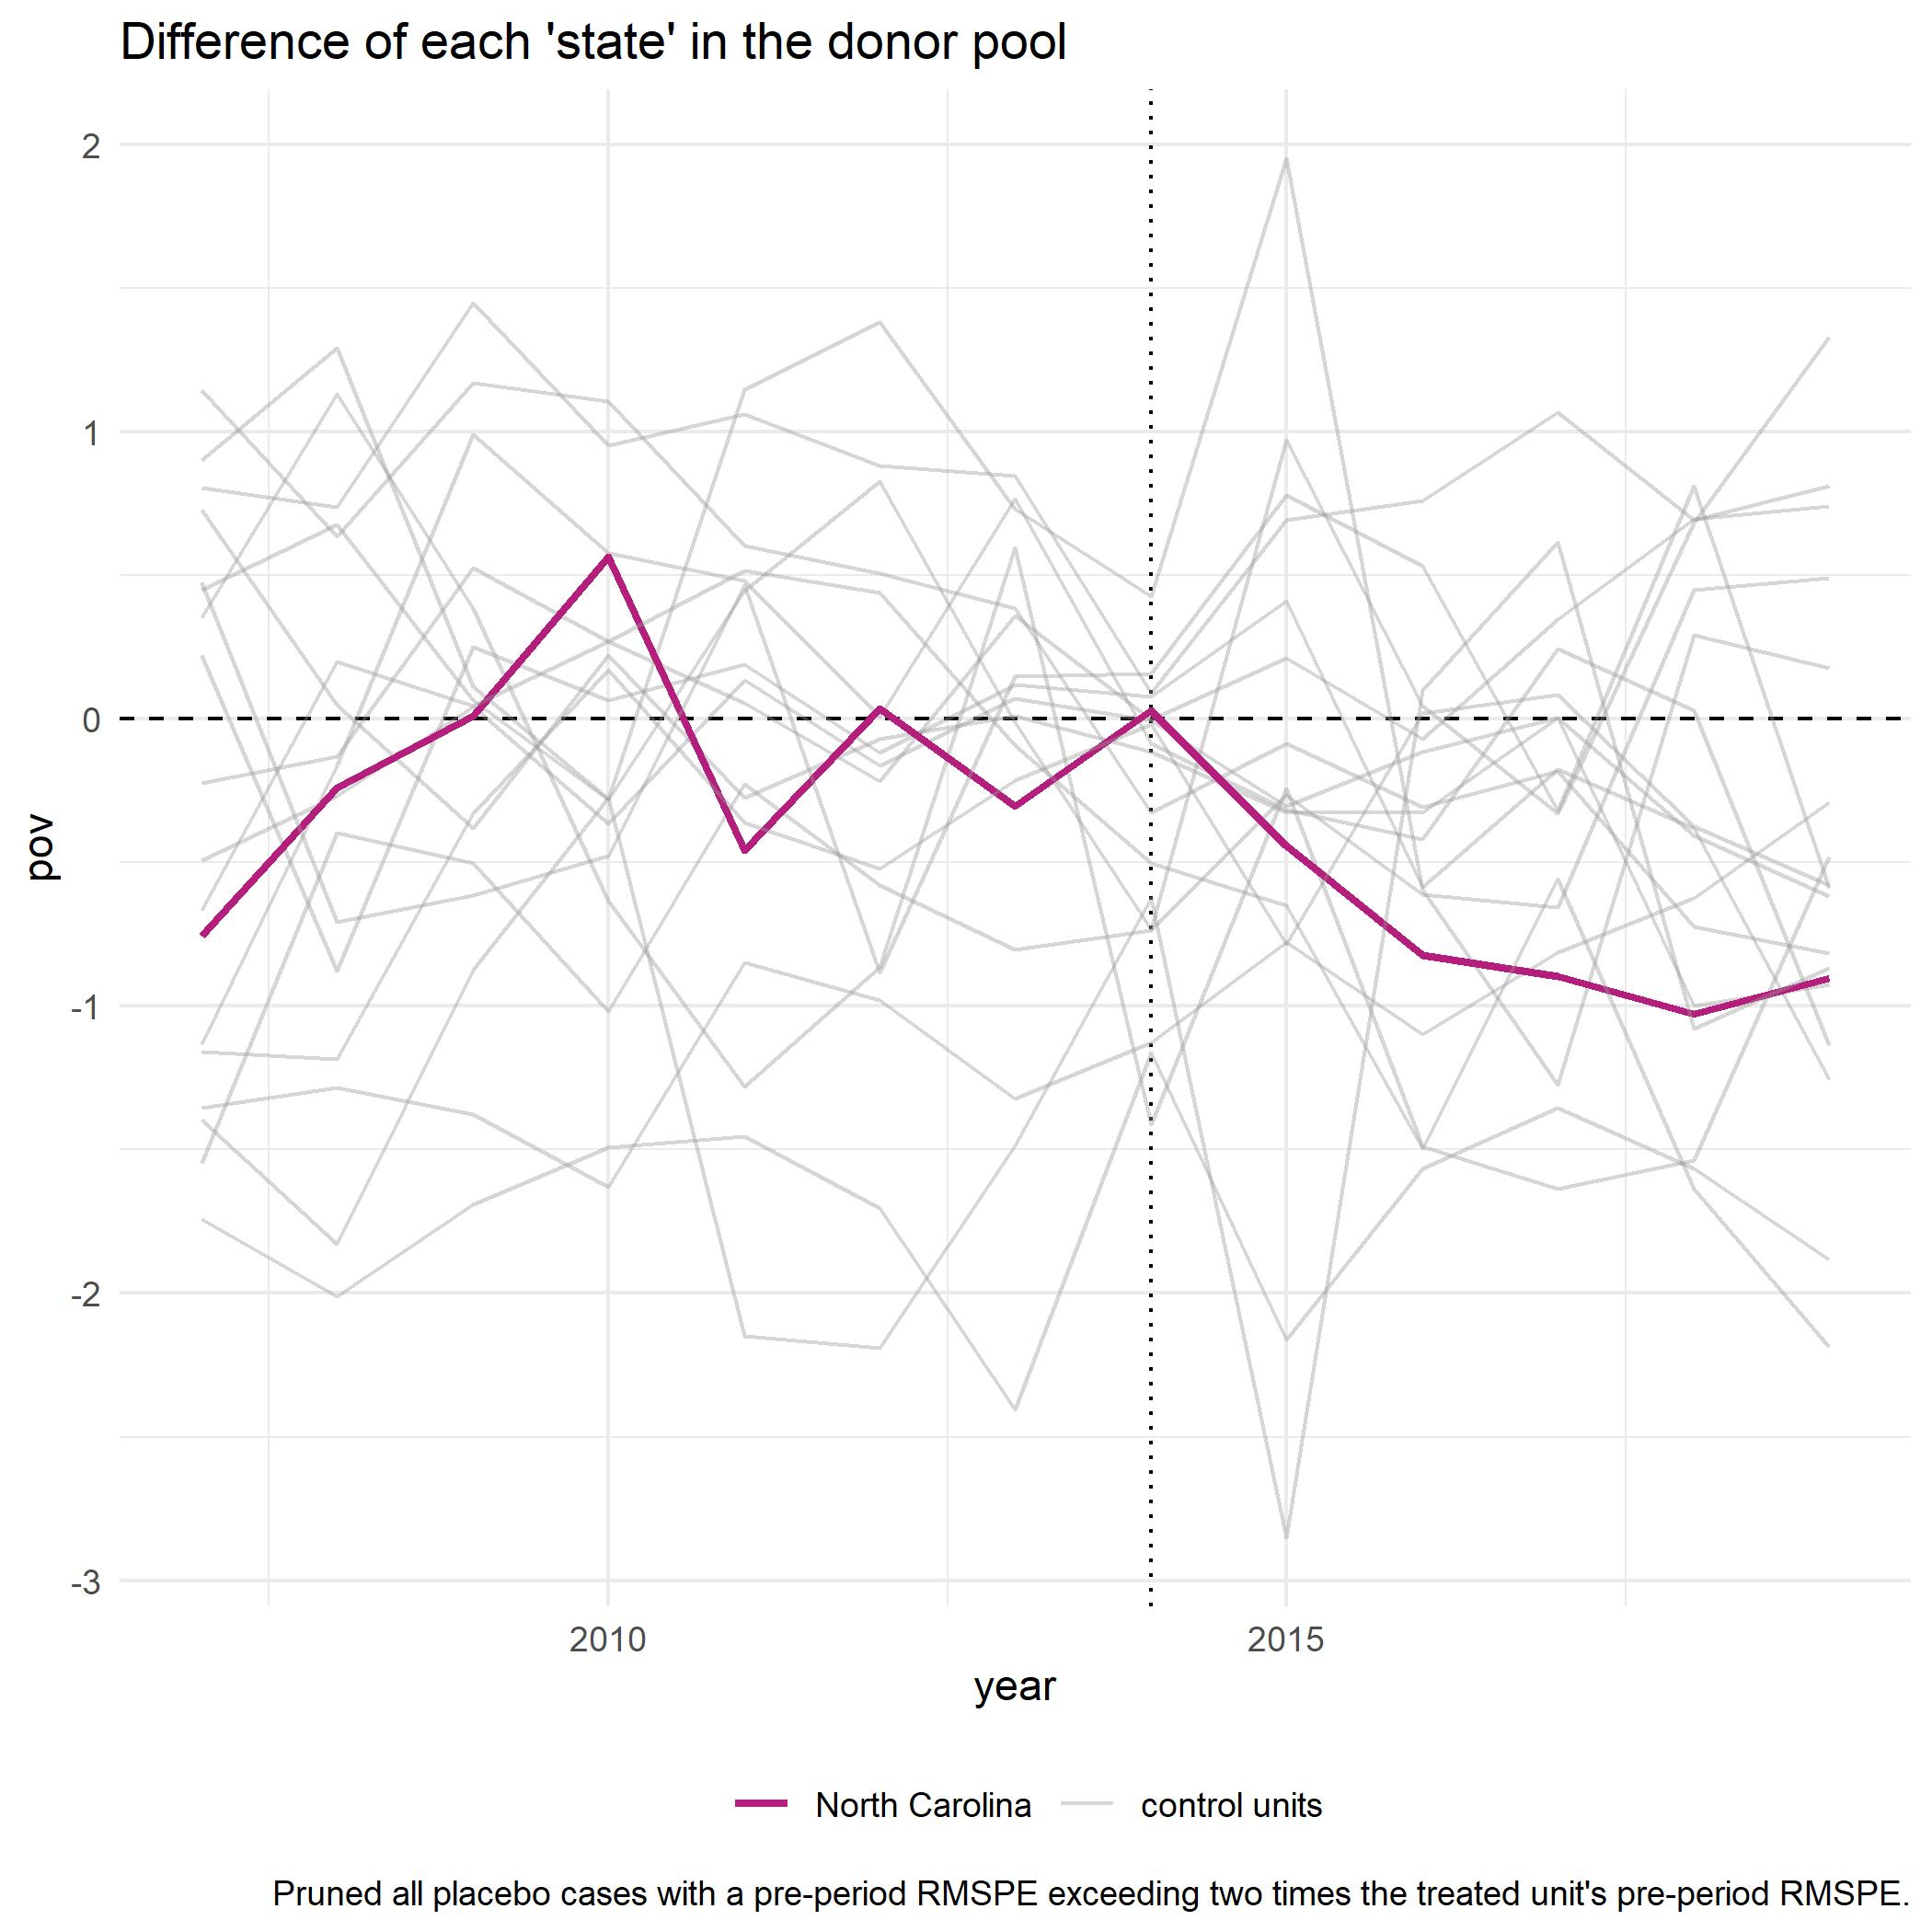 Difference of each 'state' in the donor pool
2
1
0
-1
-2
-3
pov
2010
2015
year
North Carolina
control units
Pruned all placebo cases with a pre-period RMSPE exceeding two times the treated unit's pre-period RMSPE.